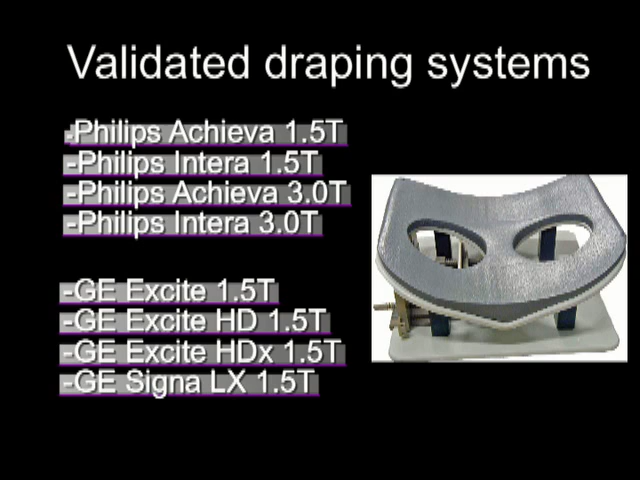 Validated draping systems
-Philips Achieva 1.5T
-Philips Intera 1.5T
-Philips Achieva 3.0T
-Philips Intera 3.0T
-GE Excite 1.5T
-GE Excite HD 1.5T
-GE Excite HDx 1.5T
-GE Signa LX 1.5T